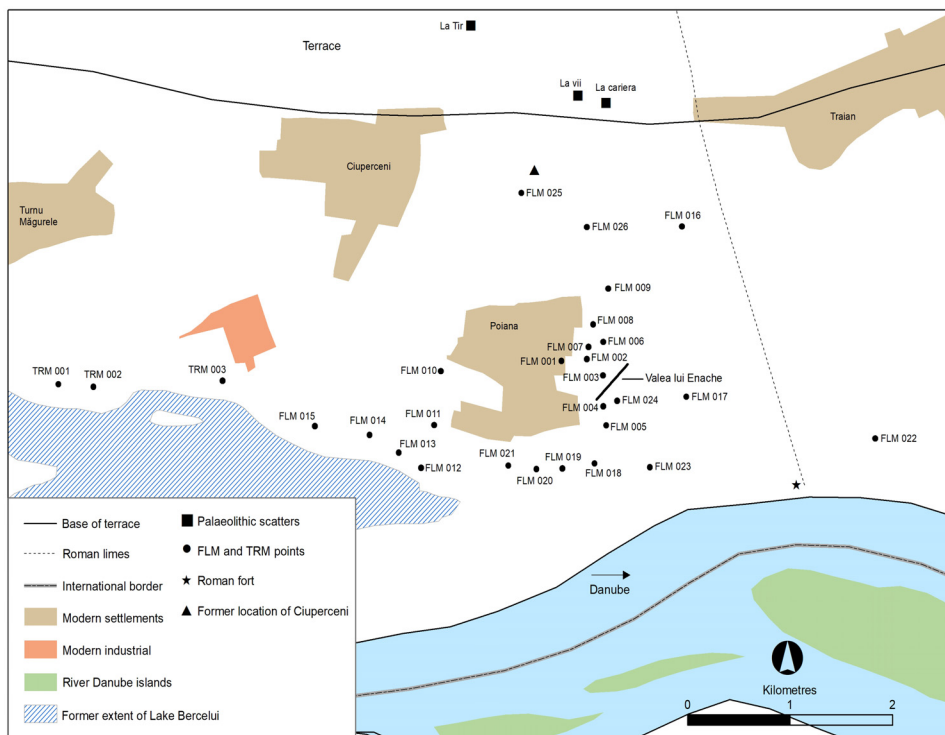 La Tir
Terrace
La vii
La cariera
Traian
Ciuperceni
FLM 025
Turnu
Măgurele
FLM 026
FLM 016
FLM 009
FLM 008
Poiana
FLM 007
FLM 006
FLM 001
FLM 002
FLM 010
FLM 003
Valea lui Enache
TRM 001
TRM 002
TRM 003
FLM 024
FLM 017
FLM 004
FLM 015
FLM 014
FLM 011
FLM 005
FLM 013
FLM 022
FLM 012
FLM 021
FLM 019
FLM 020
FLM 018
FLM 023
Base of terrace
Roman limes
International border
Modern settlements
Modern industrial
River Danube islands
Former extent of Lake Bercelui
Palaeolithic scatters
FLM and TRM points
Roman fort
Former location of Ciuperceni
Danube
Kilometres
0 1 2